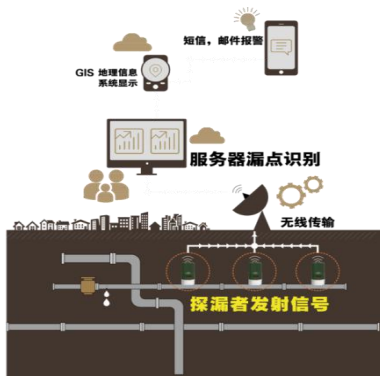 短信，邮件报警
GIS 地理信息
系统显示
服务器漏点识别
无线传输
探漏者发射信号